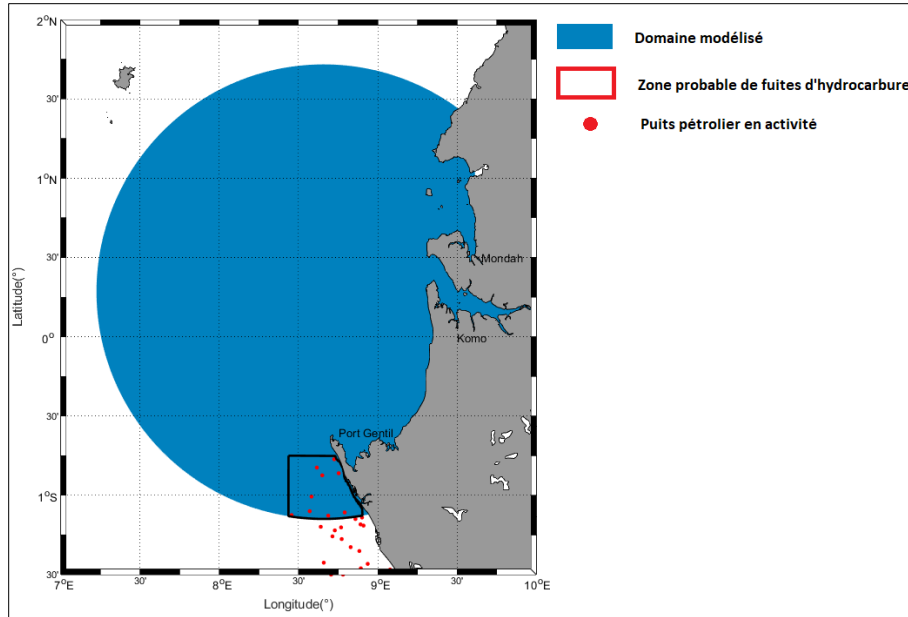 2°N
30'
1°N
30'
0°
30'
1°S
30'
7°E
30'
8°E
30'
9°E
30'
10°E
Latitude(°)
Longitude(°)
Mondah
Komo
Port Gentil
Domaine modélisé
Zone probable de fuites d'hydrocarbure
Puits pétrolier en activité